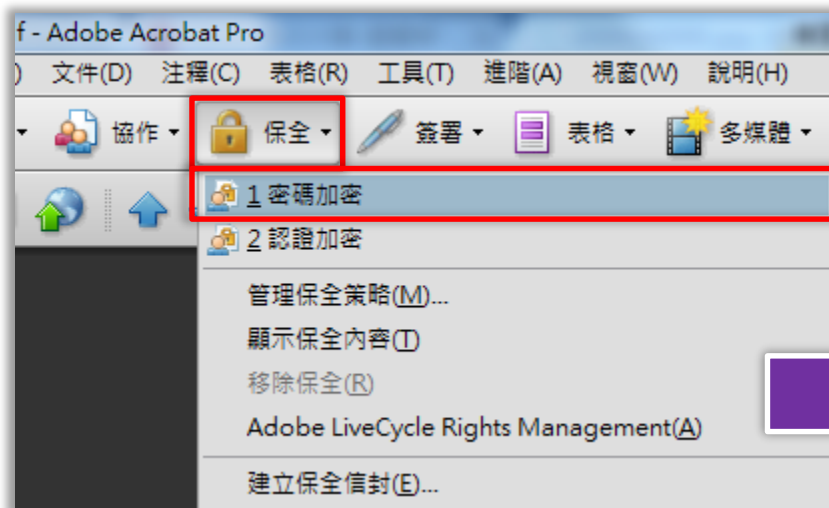 f - Adobe Acrobat Pro
) 文件(D) 注釋(C) 表格(R) 工具(T) 進階(A) 視窗(W) 說明(H)
協作 保全 簽署 表格 多媒體
1 密碼加密
2 認證加密
管理保全策略(M)...
顯示保全內容(T)
移除保全(R)
Adobe LiveCycle Rights Management(A)
建立保全信封(E)...